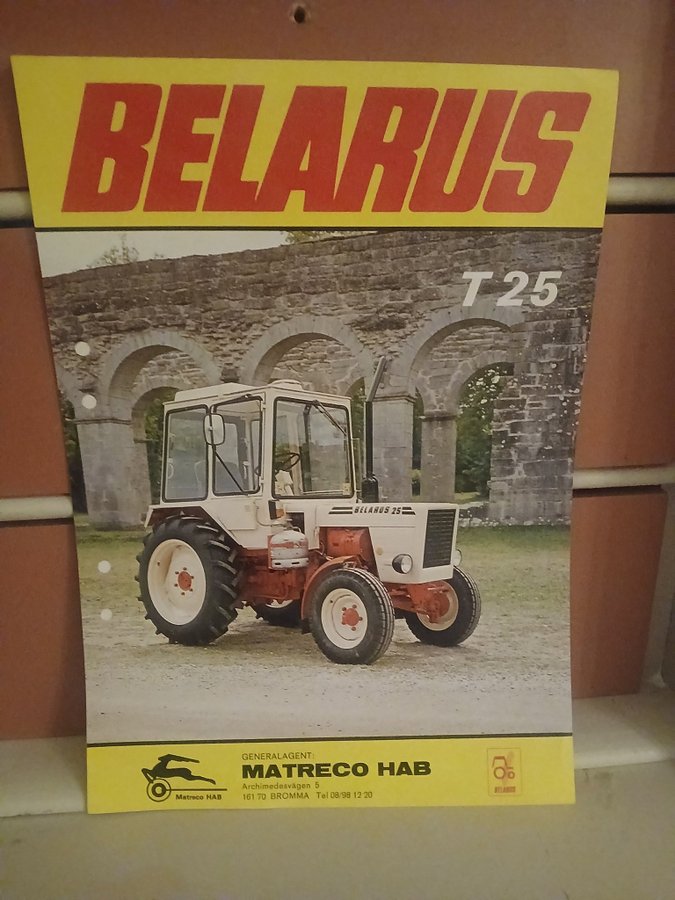 BELARUS
T 25
BELARUS 25
GENERALAGENT:
MATRECO HAB
Archimedesvägen 5
161 70 BROMMA Tel 08/98 12 20
Matreco HAB
BELARUS